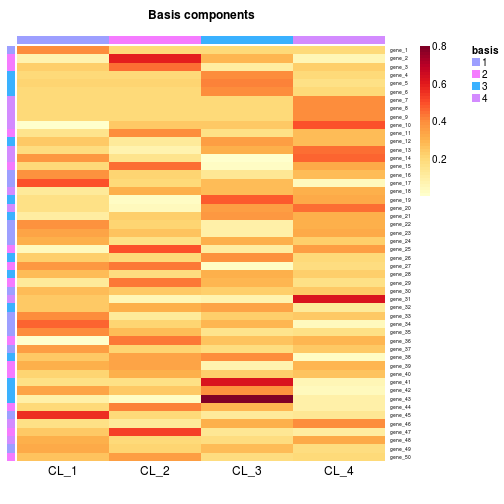 Basis components
gene_1
gene_2
gene_3
gene_4
gene_5
gene_6
gene_7
gene_8
gene_9
gene_10
gene_11
gene_12
gene_13
gene_14
gene_15
gene_16
gene_17
gene_18
gene_19
gene_20
gene_21
gene_22
gene_23
gene_24
gene_25
gene_26
gene_27
gene_28
gene_29
gene_30
gene_31
gene_32
gene_33
gene_34
gene_35
gene_36
gene_37
gene_38
gene_39
gene_40
gene_41
gene_42
gene_43
gene_44
gene_45
gene_46
gene_47
gene_48
gene_49
gene_50
CL_1 CL_2 CL_3 CL_4
0.8
0.6
0.4
0.2
basis
1
2
3
4